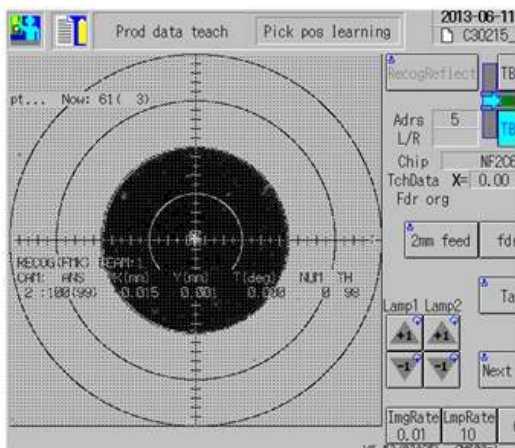 Prod data teach
Pick pos learning
2013-06-11
C30215_
pt... Now: 61( 3)
RecogReflect
TB
Adrs 5
L/R
TB
Chip NF2C6
TchData X= 0.00
Fdr org
2mm feed
fdr
RECOG(FMK) BEAM:1
CAM: ANS X(mm) Y(mm) T(deg) NUM TH
2 :100(99) -0.015 0.001 0.000 0 98
Ta
Lamp1 Lamp2
+1 +1
-1 -1
Next
ImgRate LmpRate
0.01 10